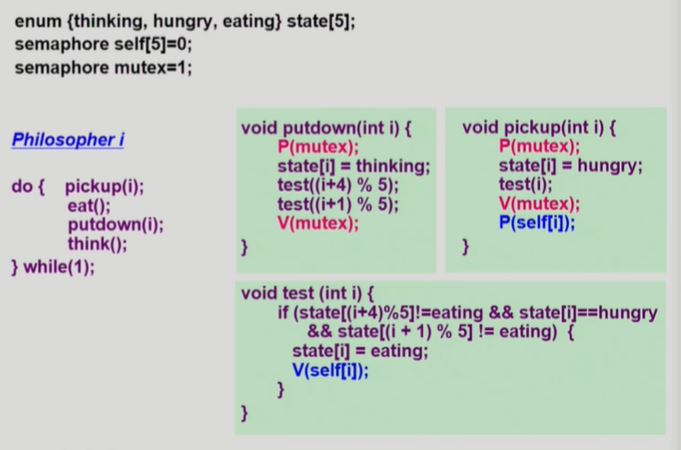 enum {thinking, hungry, eating} state[5];
semaphore self[5]=0;
semaphore mutex=1;
Philosopher i
do { pickup(i);
eat();
putdown(i);
think();
} while(1);
void putdown(int i) {
P(mutex);
state[i] = thinking;
test((i+4) % 5);
test((i+1) % 5);
V(mutex);
}
void pickup(int i) {
P(mutex);
state[i] = hungry;
test(i);
V(mutex);
P(self[i]);
}
void test (int i) {
if (state[(i+4)%5]!=eating && state[i]==hungry
&& state[(i + 1) % 5] != eating) {
state[i] = eating;
V(self[i]);
}
}